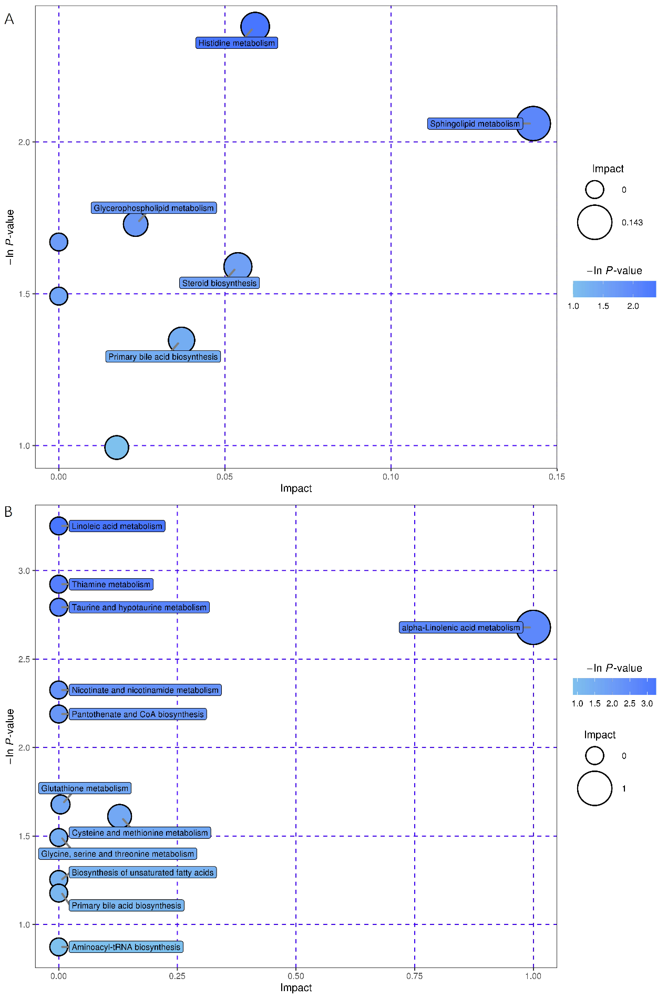 A
Histidine metabolism
Sphingolipid metabolism
2.0
Impact
0
Glycerophospholipid metabolism
0.143
−ln P-value
−ln P-value
Steroid biosynthesis
1.5
1.0 1.5 2.0
Primary bile acid biosynthesis
1.0
0.00 0.05 0.10 0.15
Impact
B
Linoleic acid metabolism
3.0
Thiamine metabolism
Taurine and hypotaurine metabolism
alpha-Linolenic acid metabolism
2.5
−ln P-value
Nicotinate and nicotinamide metabolism
1.0 1.5 2.0 2.5 3.0
Pantothenate and CoA biosynthesis
−ln P-value
Impact
2.0
0
Glutathione metabolism
1
Cysteine and methionine metabolism
1.5
Glycine, serine and threonine metabolism
Biosynthesis of unsaturated fatty acids
Primary bile acid biosynthesis
1.0
Aminoacyl-tRNA biosynthesis
0.00 0.25 0.50 0.75 1.00
Impact